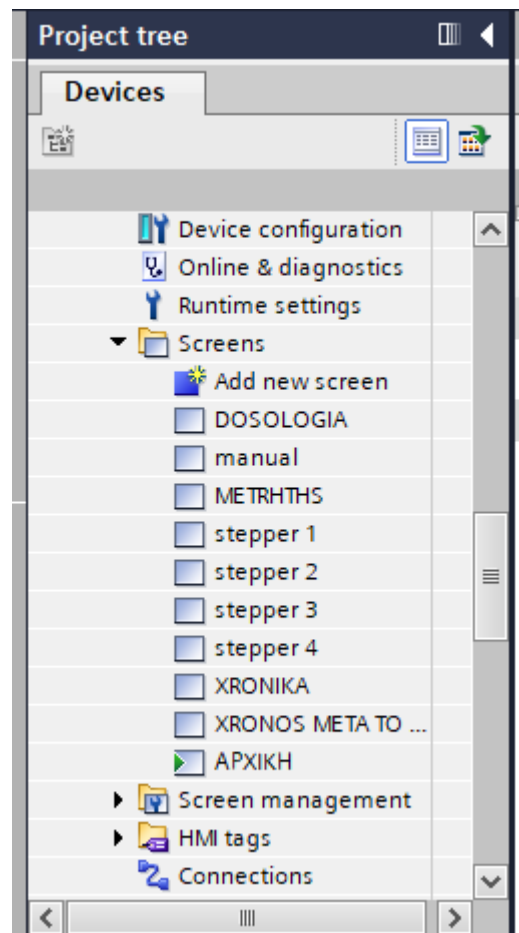 Project tree
Devices
Device configuration
Online & diagnostics
Runtime settings
Screens
Add new screen
DOSOLOGIA
manual
METRHTHS
stepper 1
stepper 2
stepper 3
stepper 4
XRONIKA
XRONOS META TO ...
ΑΡΧΙΚΗ
Screen management
HMI tags
Connections